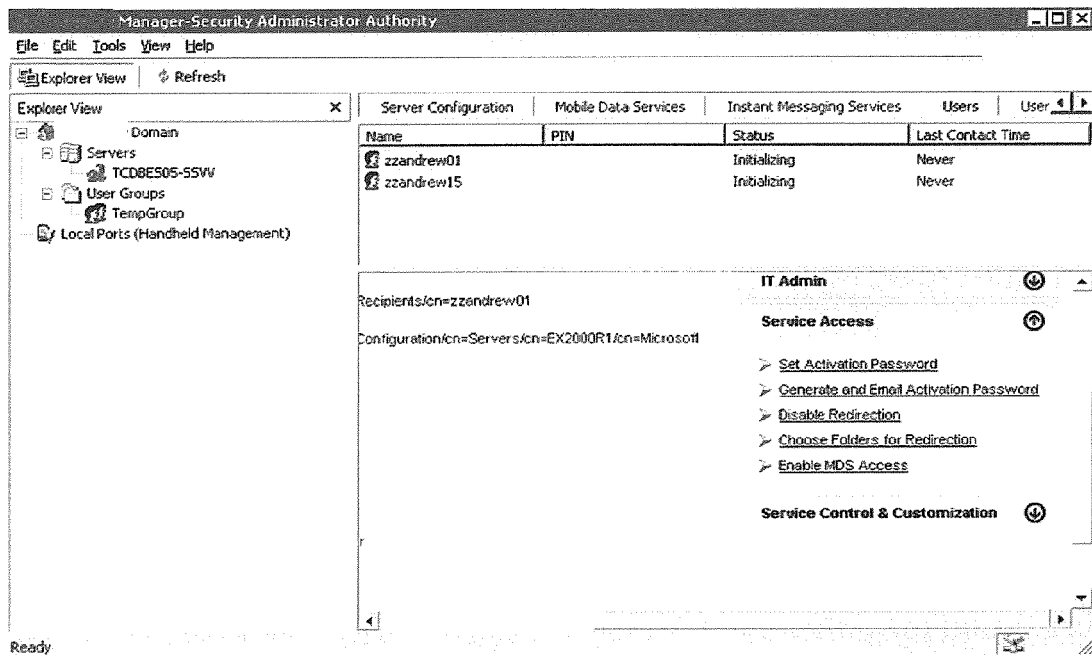 Manager-Security Administrator Authority
File Edit Tools View Help
Explorer View Refresh
Explorer View
Domain
Servers
TCDBES05-SSVW
User Groups
TempGroup
Local Ports (Handheld Management)
Server Configuration Mobile Data Services Instant Messaging Services Users User
Name PIN Status Last Contact Time
zzandrew01 Initializing Never
zzandrew15 Initializing Never
Recipients/cn=zzandrew01
Configuration/cn=Servers/cn=EX2000R1/cn=Microsoft
r
IT Admin
Service Access
Set Activation Password
Generate and Email Activation Password
Disable Redirection
Choose Folders for Redirection
Enable MDS Access
Service Control & Customization
Ready